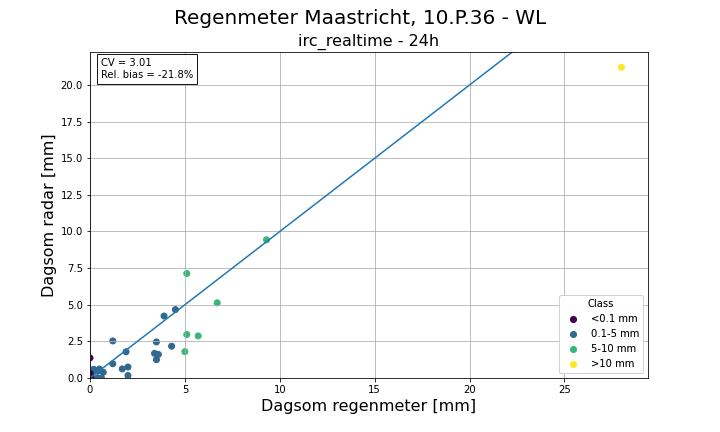 Regenmeter Maastricht, 10.P.36 - WL
irc_realtime - 24h
CV = 3.01
Rel. bias = -21.8%
Dagsom radar [mm]
20.0
17.5
15.0
12.5
10.0
7.5
5.0
2.5
0.0
0
5
10
15
20
25
Dagsom regenmeter [mm]
Class
<0.1 mm
0.1-5 mm
5-10 mm
>10 mm